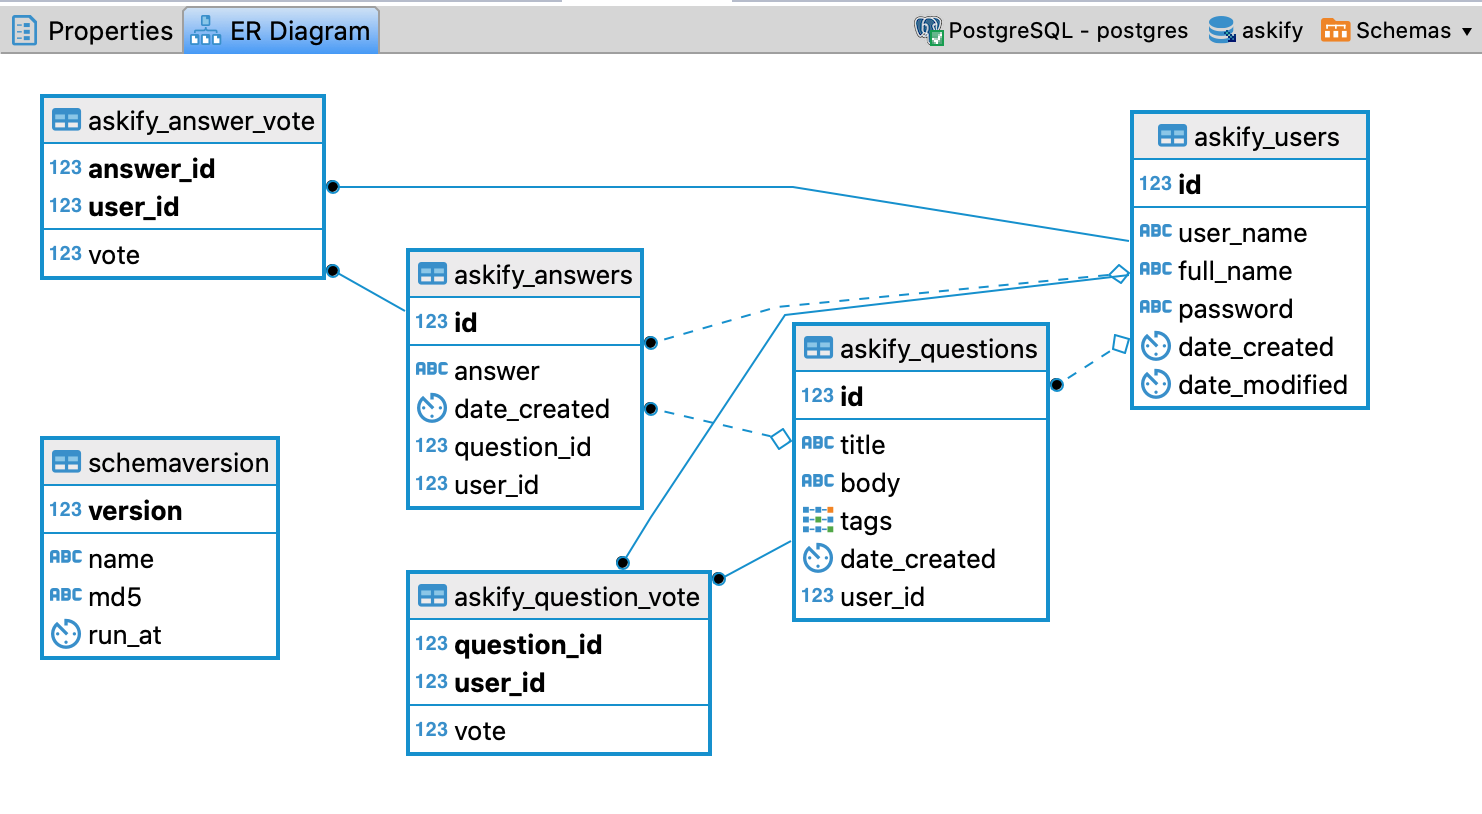 Properties
ER Diagram
PostgreSQL - postgres
askify
Schemas
askify_answer_vote
123 answer_id
123 user_id
123 vote
askify_users
123 id
ABC user_name
ABC full_name
ABC password
date_created
date_modified
askify_answers
123 id
ABC answer
date_created
123 question_id
123 user_id
askify_questions
123 id
ABC title
ABC body
tags
date_created
123 user_id
schemaversion
123 version
ABC name
ABC md5
run_at
askify_question_vote
123 question_id
123 user_id
123 vote